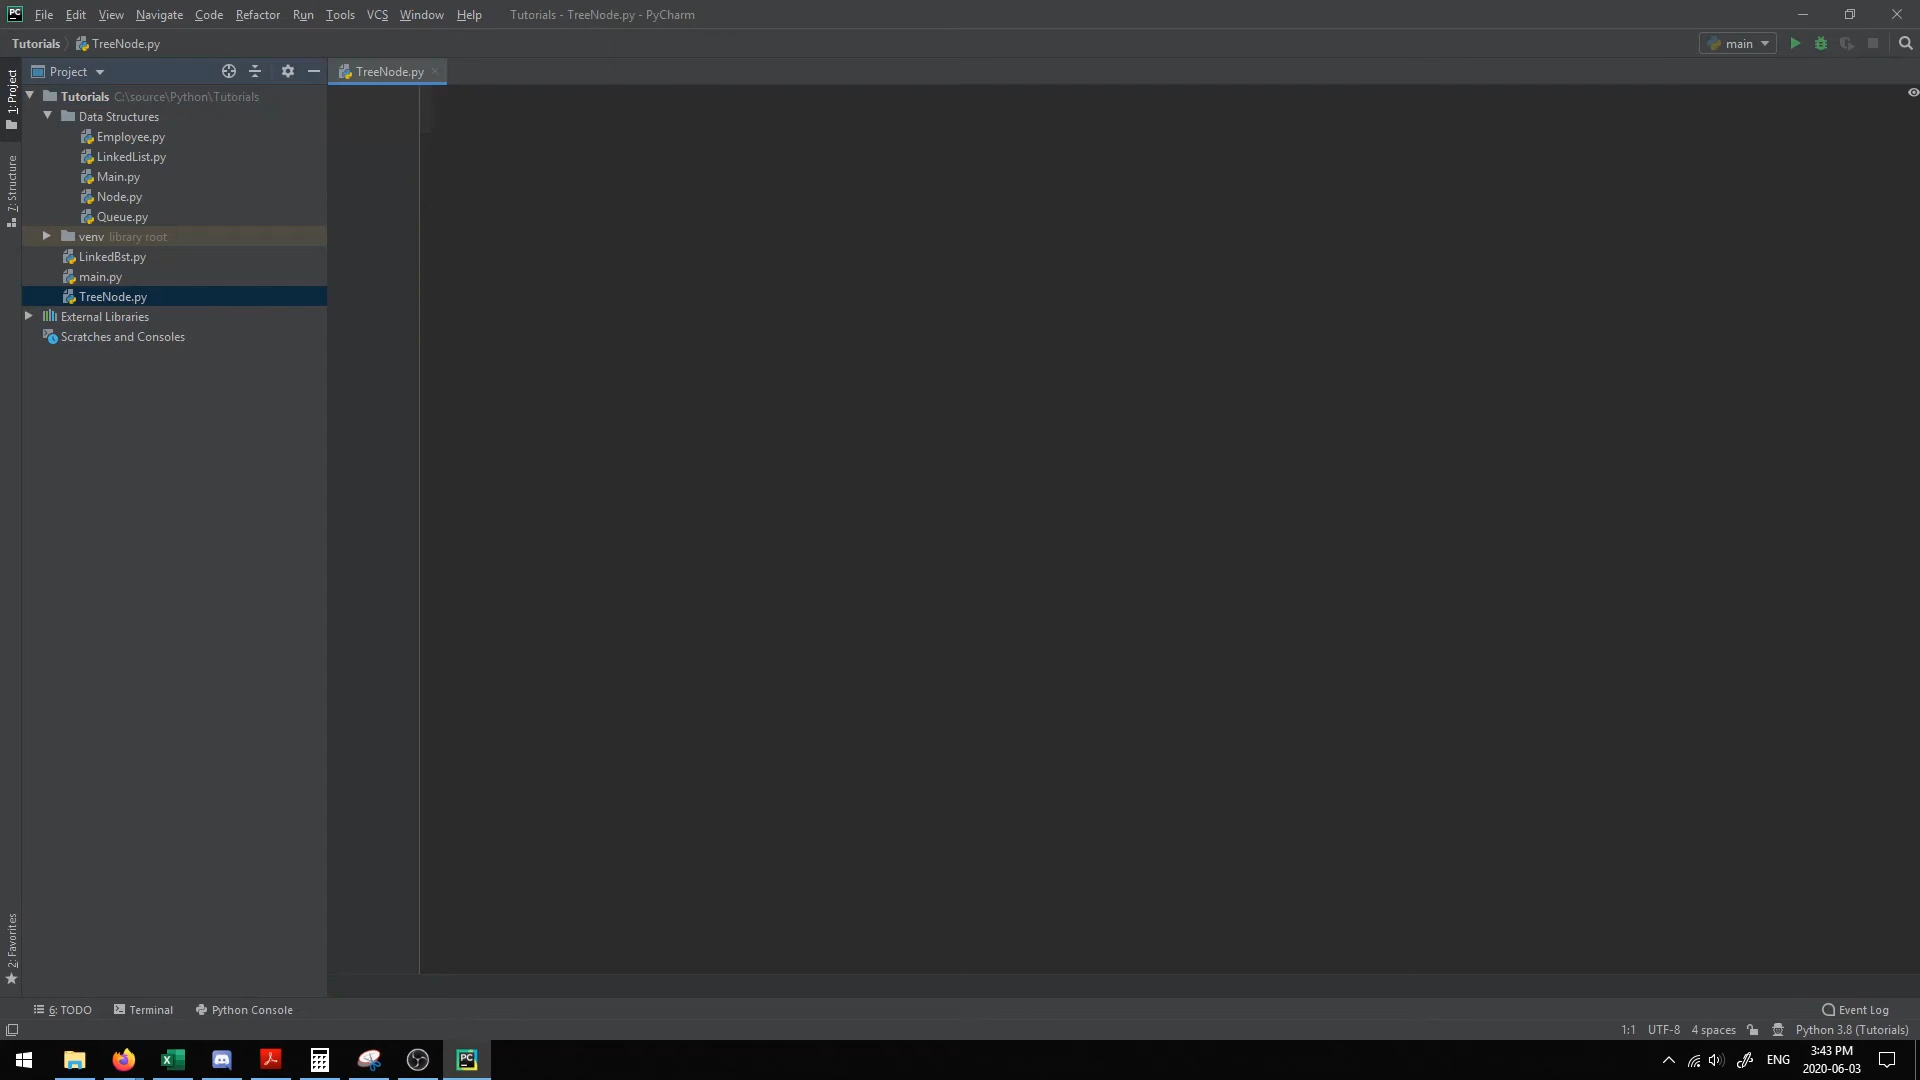 PC File Edit View Navigate Code Refactor Run Tools VCS Window Help Tutorials - TreeNode.py - PyCharm
Tutorials TreeNode.py main
1: Project
Project TreeNode.py
Tutorials C:\source\Python\Tutorials
Data Structures
Employee.py
LinkedList.py
Main.py
Node.py
Queue.py
venv library root
LinkedBst.py
main.py
TreeNode.py
External Libraries
Scratches and Consoles
7: Structure
2: Favorites
6: TODO Terminal Python Console Event Log
1:1 UTF-8 4 spaces Python 3.8 (Tutorials)
PC ENG 3:43 PM
2020-06-03